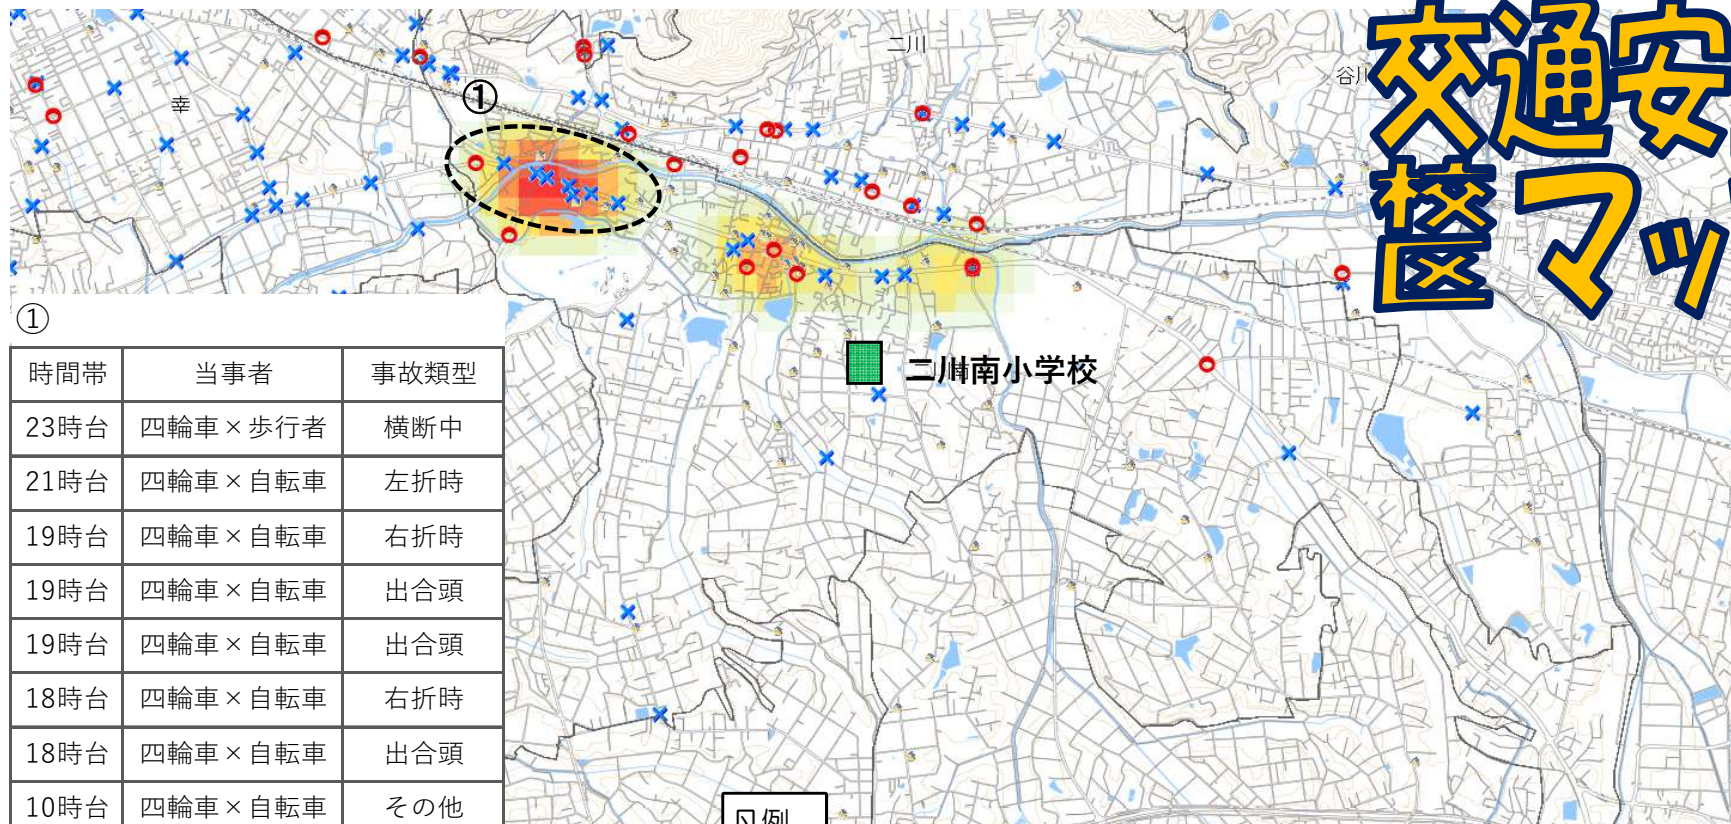 交通安
校区マッ
二川
谷川
幸
①
二川南小学校
①
時間帯 当事者 事故類型
23時台 四輪車×歩行者 横断中
21時台 四輪車×自転車 左折時
19時台 四輪車×自転車 右折時
19時台 四輪車×自転車 出合頭
19時台 四輪車×自転車 出合頭
18時台 四輪車×自転車 右折時
18時台 四輪車×自転車 出合頭
10時台 四輪車×自転車 その他
凡例